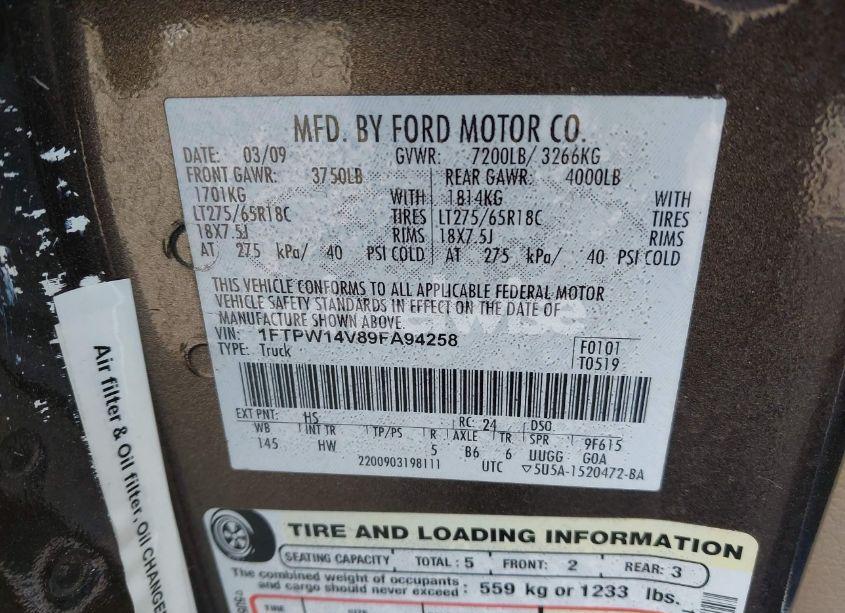 MFD. BY FORD MOTOR CO.
DATE: 03/09 GVWR: 7200LB/ 3266KG
FRONT GAWR: 3750LB REAR GAWR: 4000LB
1701KG WITH 1814KG WITH
LT275/65R18C TIRES LT275/65R18C TIRES
18X7.5J RIMS 18X7.5J RIMS
AT 275 kPa/ 40 PSI COLD AT 275 kPa/ 40 PSI COLD
THIS VEHICLE CONFORMS TO ALL APPLICABLE FEDERAL MOTOR
VEHICLE SAFETY STANDARDS IN EFFECT ON THE DATE OF
MANUFACTURE SHOWN ABOVE.
VIN: 1FTPW14V89FA94258
TYPE: Truck
F0101
T0519
EXT PNT: HS RC: 24 DSO:
WB INT TR TP/PS R AXLE TR SPR 9F615
145 HW 5 B6 6 UUGG GOA
2200903198111 UTC ▽5U5A-1520472-BA
Air filter & Oil filter, Oil CHANGE
TIRE AND LOADING INFORMATION
SEATING CAPACITY TOTAL: 5 FRONT: 2 REAR: 3
The combined weight of occupants
and cargo should never exceed: 559 kg or 1233 lbs.